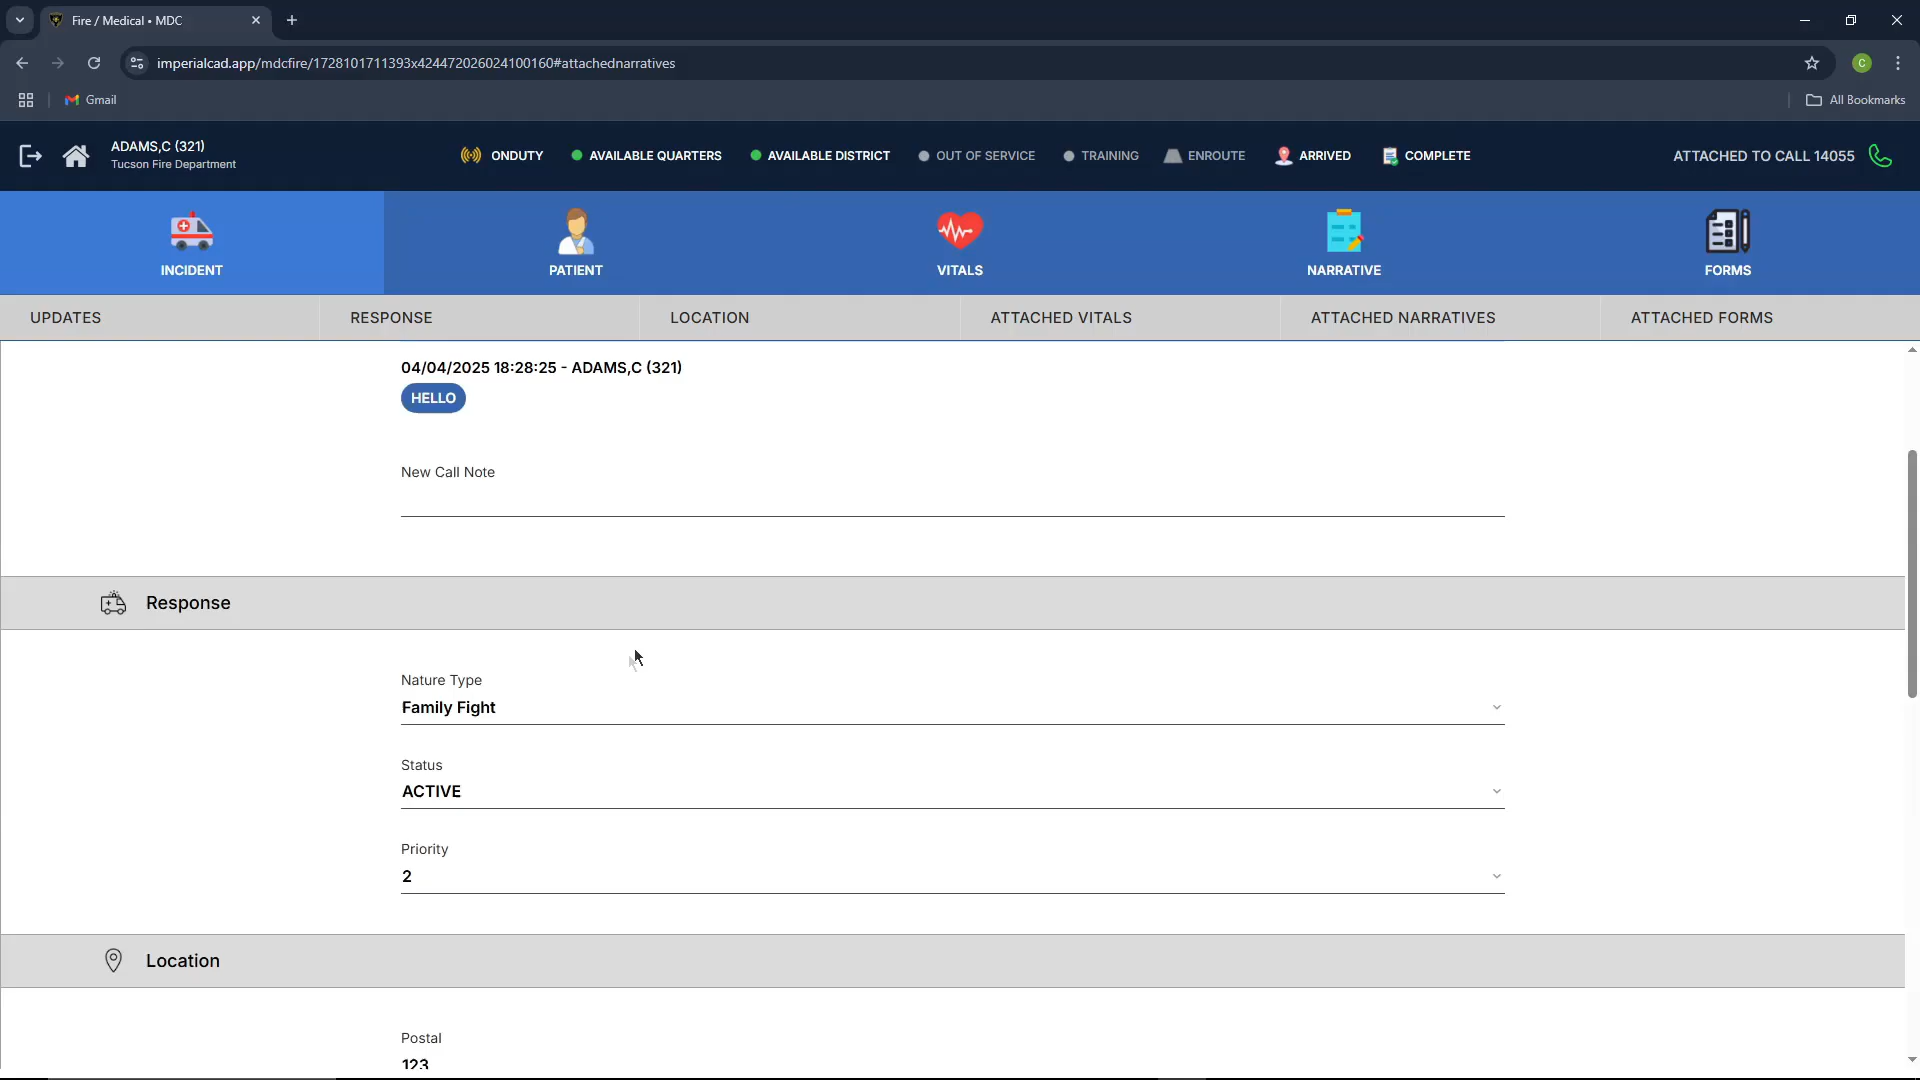 Fire / Medical • MDC
imperialcad.app/mdcfire/1728101711393x424472026024100160#attachednarratives
C
Gmail
All Bookmarks
ADAMS,C (321)
Tucson Fire Department
ONDUTY
AVAILABLE QUARTERS
AVAILABLE DISTRICT
OUT OF SERVICE
TRAINING
ENROUTE
ARRIVED
COMPLETE
ATTACHED TO CALL 14055
INCIDENT
PATIENT
VITALS
NARRATIVE
FORMS
UPDATES
RESPONSE
LOCATION
ATTACHED VITALS
ATTACHED NARRATIVES
ATTACHED FORMS
04/04/2025 18:28:25 - ADAMS,C (321)
HELLO
New Call Note
Response
Nature Type
Family Fight
Status
ACTIVE
Priority
2
Location
Postal
123